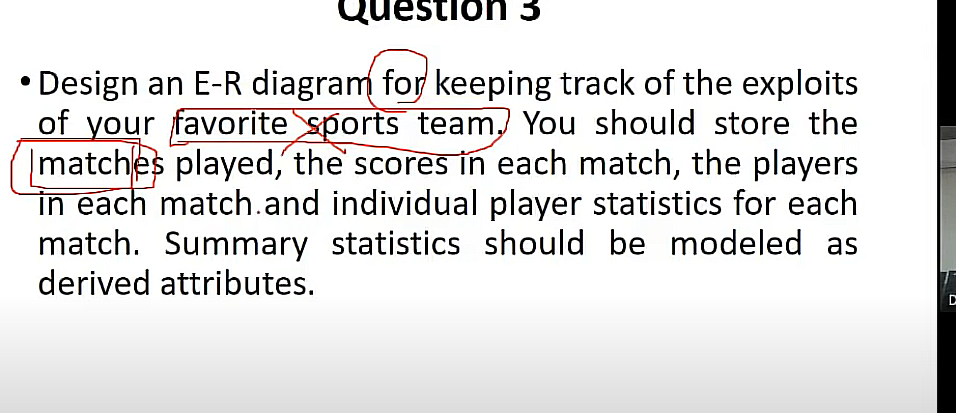 Question 3
• Design an E-R diagram for keeping track of the exploits
of your favorite sports team. You should store the
matches played, the scores in each match, the players
in each match.and individual player statistics for each
match. Summary statistics should be modeled as
derived attributes.
D